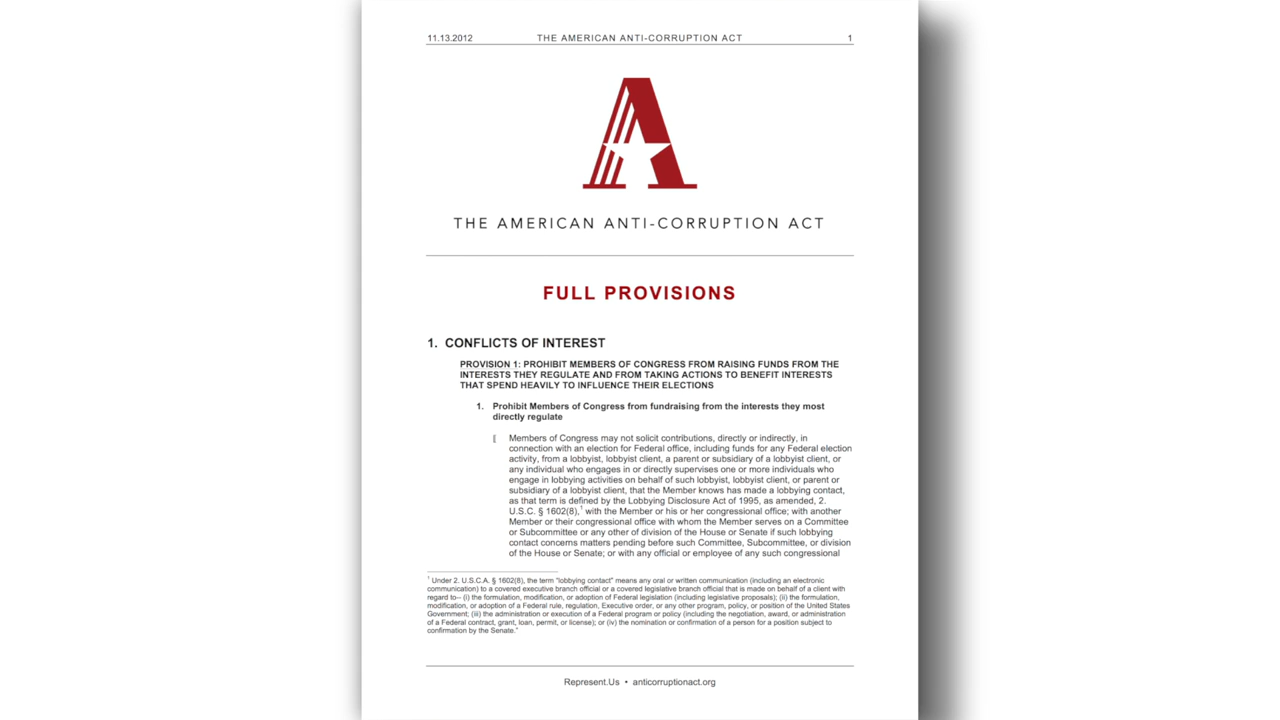 11.13.2012 THE AMERICAN ANTI-CORRUPTION ACT 1
A
THE AMERICAN ANTI-CORRUPTION ACT
FULL PROVISIONS
1. CONFLICTS OF INTEREST
PROVISION 1: PROHIBIT MEMBERS OF CONGRESS FROM RAISING FUNDS FROM THE
INTERESTS THEY REGULATE AND FROM TAKING ACTIONS TO BENEFIT INTERESTS
THAT SPEND HEAVILY TO INFLUENCE THEIR ELECTIONS
1. Prohibit Members of Congress from fundraising from the interests they most
directly regulate
[ Members of Congress may not solicit contributions, directly or indirectly, in
connection with an election for Federal office, including funds for any Federal election
activity, from a lobbyist, lobbyist client, a parent or subsidiary of a lobbyist client, or
any individual who engages in or directly supervises one or more individuals who
engage in lobbying activities on behalf of such lobbyist, lobbyist client, or parent or
subsidiary of a lobbyist client, that the Member knows has made a lobbying contact,
as that term is defined by the Lobbying Disclosure Act of 1995, as amended, 2.
U.S.C. § 1602(8),1 with the Member or his or her congressional office; with another
Member or their congressional office with whom the Member serves on a Committee
or Subcommittee or any other of division of the House or Senate if such lobbying
contact concerns matters pending before such Committee, Subcommittee, or division
of the House or Senate; or with any official or employee of any such congressional
1 Under 2. U.S.C.A. § 1602(8), the term "lobbying contact" means any oral or written communication (including an electronic
communication) to a covered executive branch official or a covered legislative branch official that is made on behalf of a client with
regard to– (i) the formulation, modification, or adoption of Federal legislation (including legislative proposals); (ii) the formulation,
modification, or adoption of a Federal rule, regulation, Executive order, or any other program, policy, or position of the United States
Government; (iii) the administration or execution of a Federal program or policy (including the negotiation, award, or administration
of a Federal contract, grant, loan, permit, or license); or (iv) the nomination or confirmation of a person for a position subject to
confirmation by the Senate."
Represent.Us • anticorruptionact.org